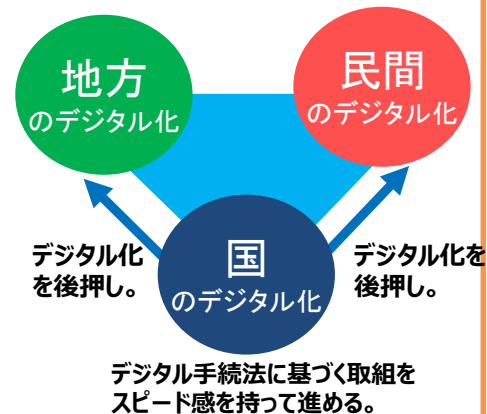 地方
のデジタル化
民間
のデジタル化
デジタル化
を後押し。
国
のデジタル化
デジタル化を
後押し。
デジタル手続法に基づく取組を
スピード感を持って進める。